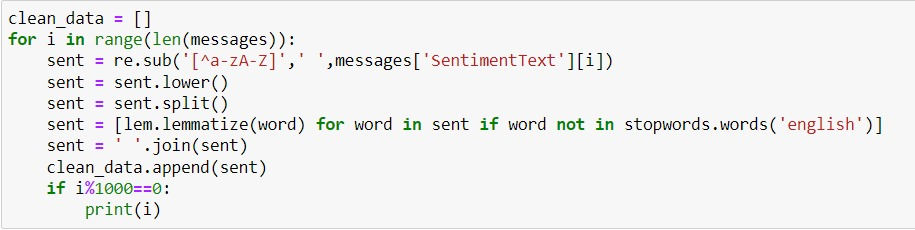 clean_data = []
for i in range(len(messages)):
    sent = re.sub('[^a-zA-Z]',' ',messages['SentimentText'][i])
    sent = sent.lower()
    sent = sent.split()
    sent = [lem.lemmatize(word) for word in sent if word not in stopwords.words('english')]
    sent = ' '.join(sent)
    clean_data.append(sent)
    if i%1000==0:
        print(i)